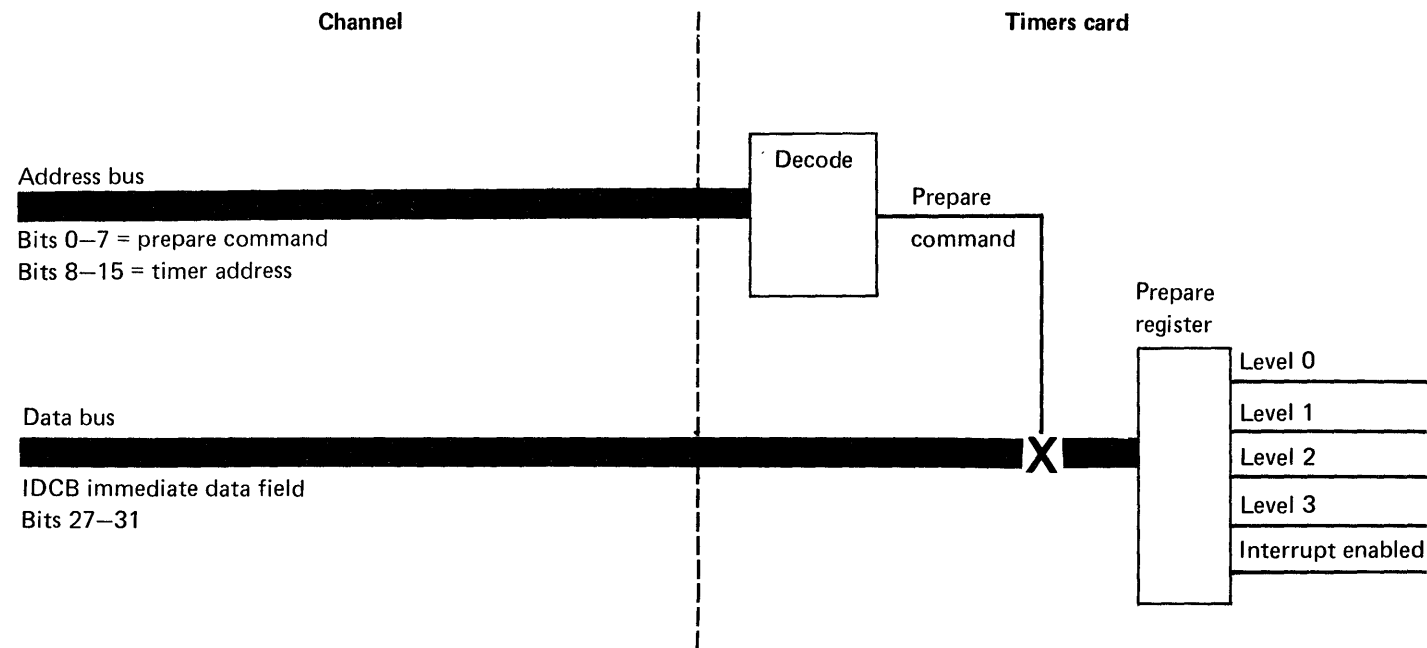 Channel
Timers card
Decode
Address bus
Prepare
command
Bits 0–7 = prepare command
Bits 8–15 = timer address
Prepare
register
Level 0
Level 1
Level 2
Level 3
Interrupt enabled
Data bus
X
IDCB immediate data field
Bits 27–31